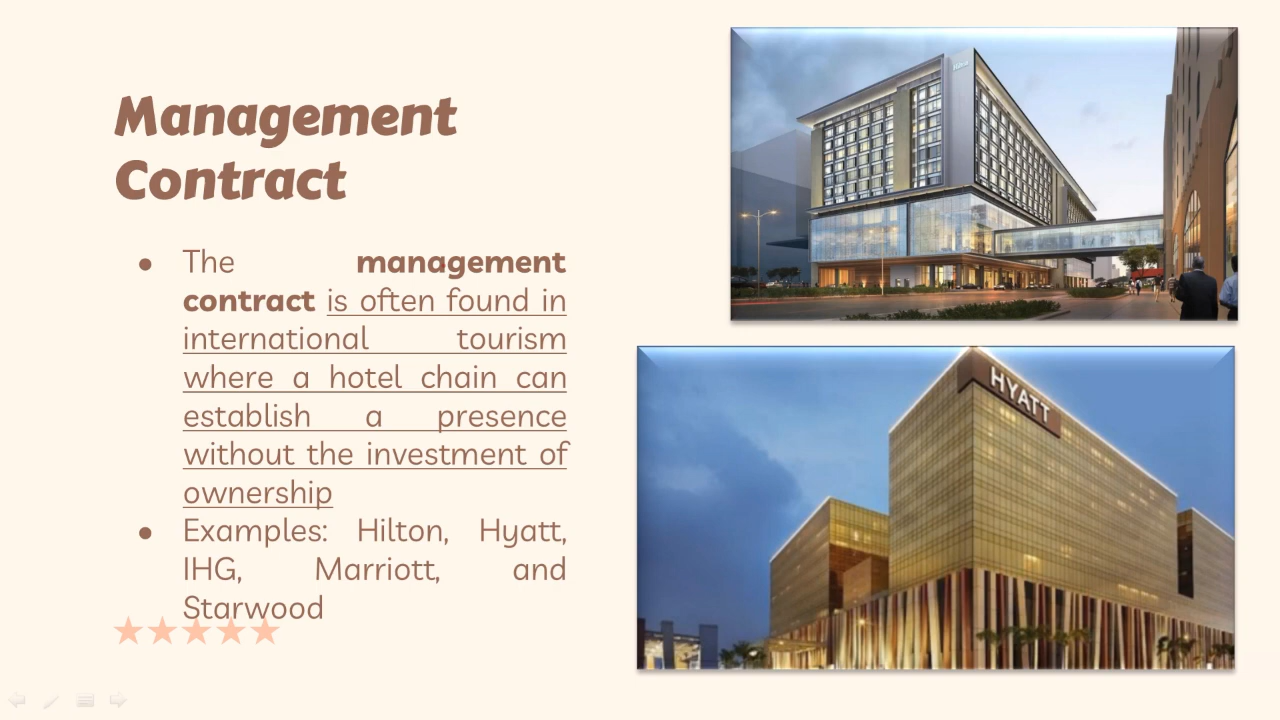 Management
Contract
● The management
contract is often found in
international tourism
where a hotel chain can
establish a presence
without the investment of
ownership
● Examples: Hilton, Hyatt,
IHG, Marriott, and
Starwood
Hilton
HYATT